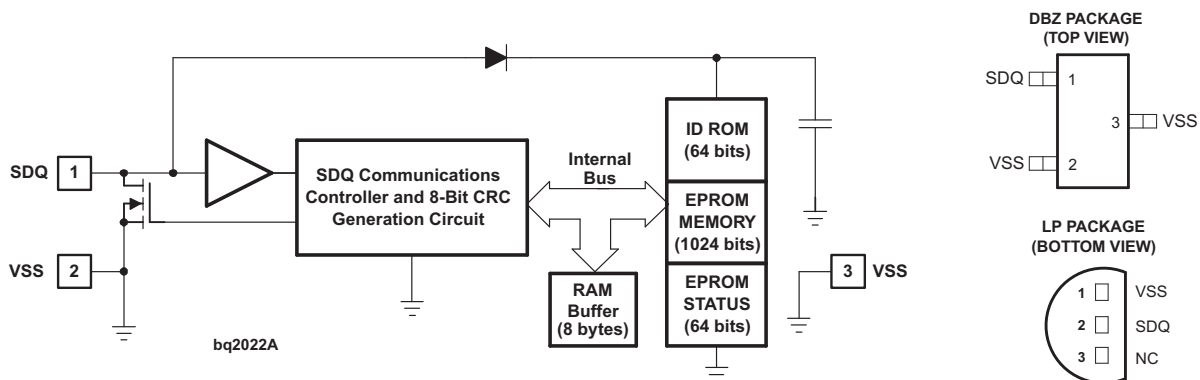 SDQ 1
VSS 2
SDQ Communications
Controller and 8-Bit CRC
Generation Circuit
Internal
Bus
RAM
Buffer
(8 bytes)
ID ROM
(64 bits)
EPROM
MEMORY
(1024 bits)
EPROM
STATUS
(64 bits)
3 VSS
bq2022A
DBZ PACKAGE
(TOP VIEW)
SDQ 1
3 VSS
VSS 2
LP PACKAGE
(BOTTOM VIEW)
1 VSS
2 SDQ
3 NC